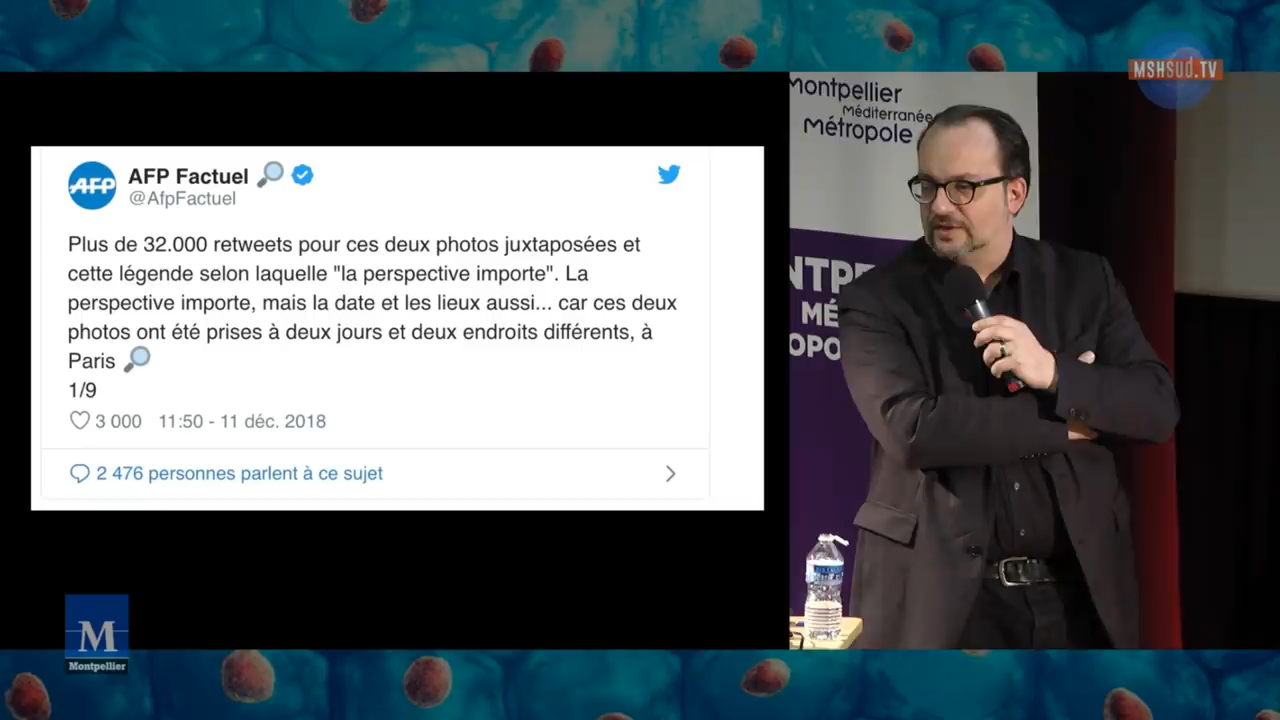 MSHSUD.TV
Montpellier
Méditerranée
Métropole
AFP
AFP Factuel
@AfpFactuel
Plus de 32.000 retweets pour ces deux photos juxtaposées et
cette légende selon laquelle "la perspective importe". La
perspective importe, mais la date et les lieux aussi... car ces deux
photos ont été prises à deux jours et deux endroits différents, à
Paris
1/9
3 000 11:50 - 11 déc. 2018
2 476 personnes parlent à ce sujet
NTPE
MÉ
OPO
M
Montpellier